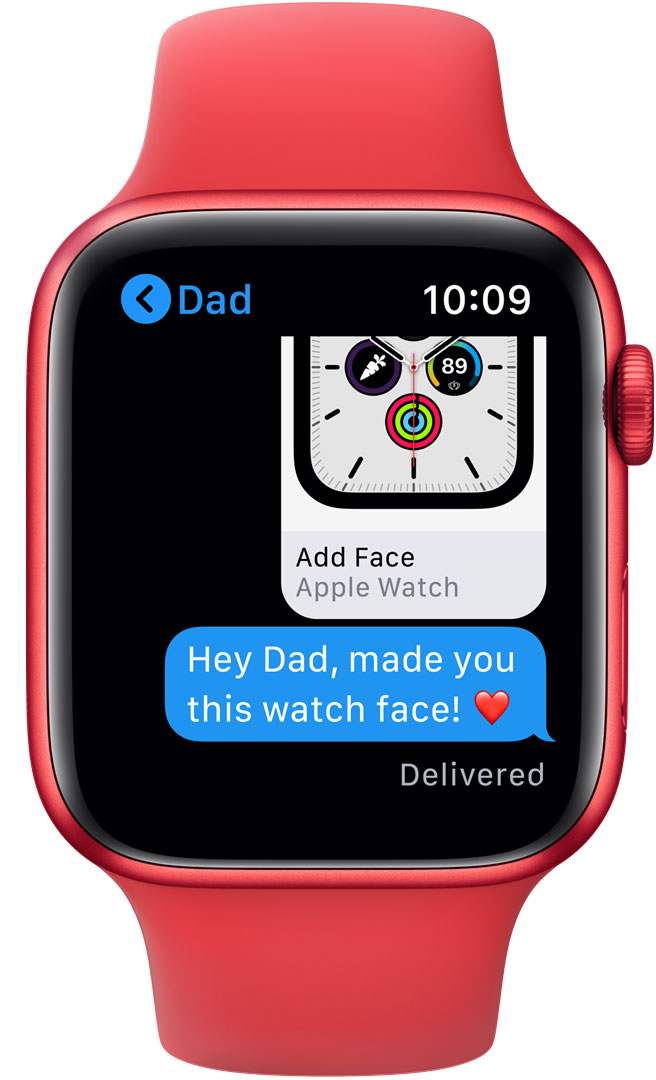 Dad
10:09
89
Add Face
Apple Watch
Hey Dad, made you
this watch face! ❤️
Delivered